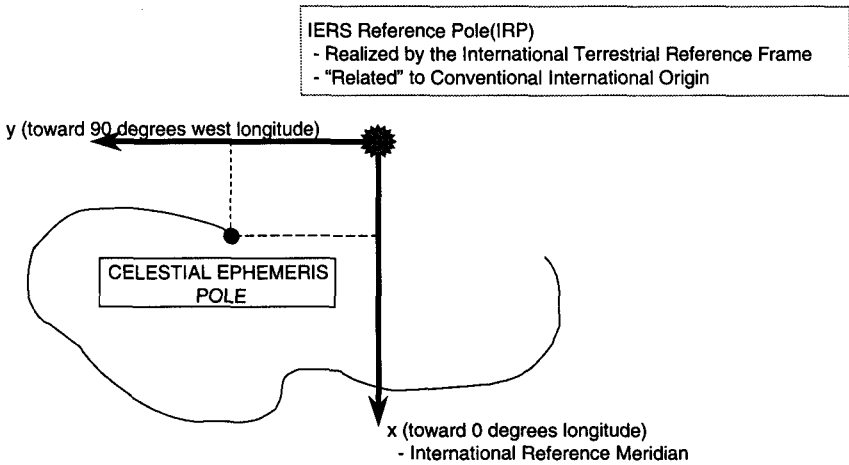 IERS Reference Pole(IRP)
- Realized by the International Terrestrial Reference Frame
- "Related" to Conventional International Origin
y (toward 90 degrees west longitude)
CELESTIAL EPHEMERIS
POLE
x (toward 0 degrees longitude)
- International Reference Meridian